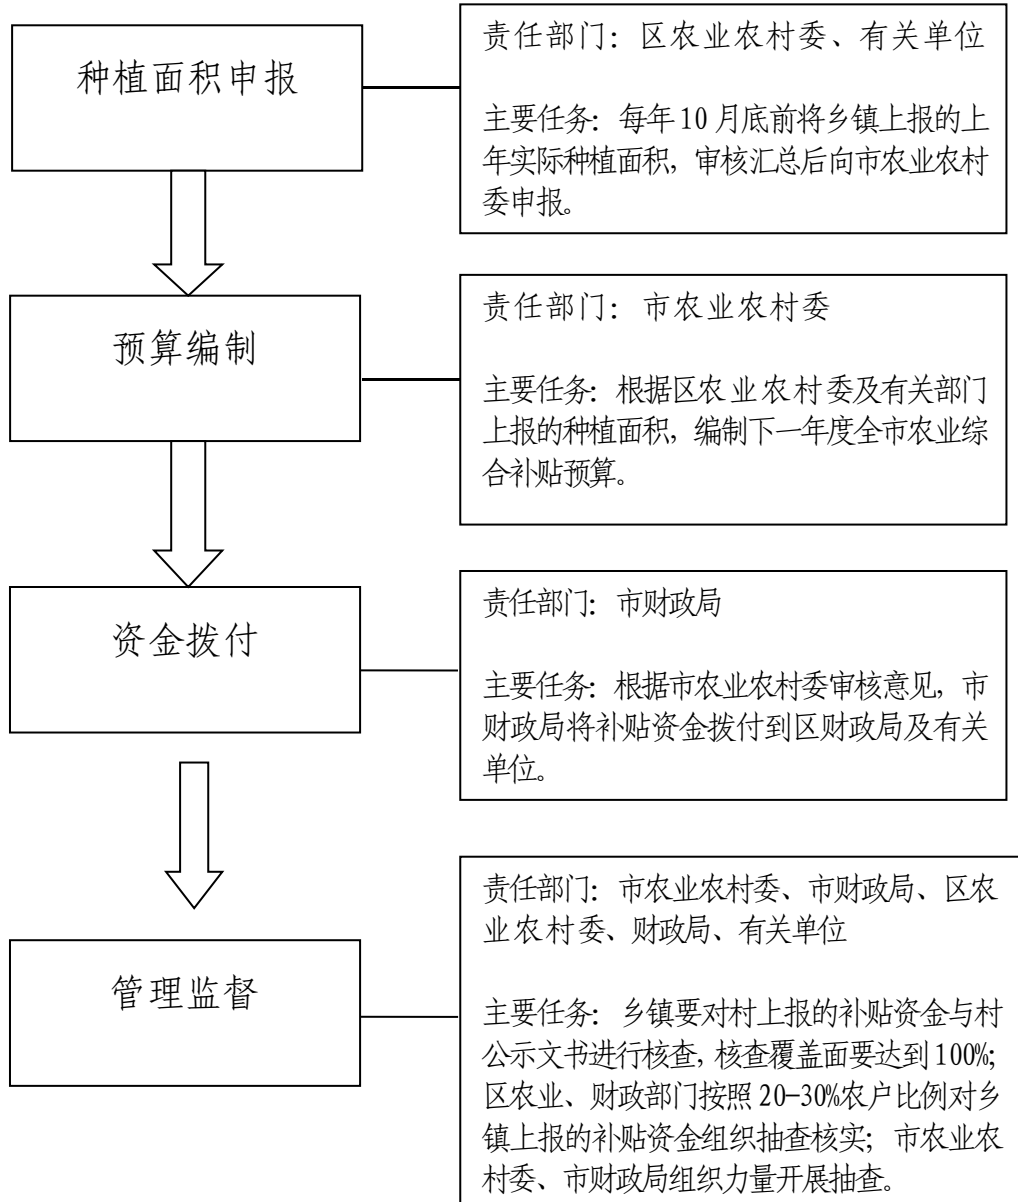 种植面积申报
责任部门：区农业农村委、有关单位
主要任务：每年10月底前将乡镇上报的上
年实际种植面积，审核汇总后向市农业农村
委申报。
预算编制
责任部门：市农业农村委
主要任务：根据区农业农村委及有关部门
上报的种植面积，编制下一年度全市农业综
合补贴预算。
资金拨付
责任部门：市财政局
主要任务：根据市农业农村委审核意见，市
财政局将补贴资金拨付到区财政局及有关
单位。
管理监督
责任部门：市农业农村委、市财政局、区农
业农村委、财政局、有关单位
主要任务：乡镇要对村上报的补贴资金与村
公示文书进行核查，核查覆盖面要达到100%；
区农业、财政部门按照20-30%农户比例对乡
镇上报的补贴资金组织抽查核实；市农业农
村委、市财政局组织力量开展抽查。